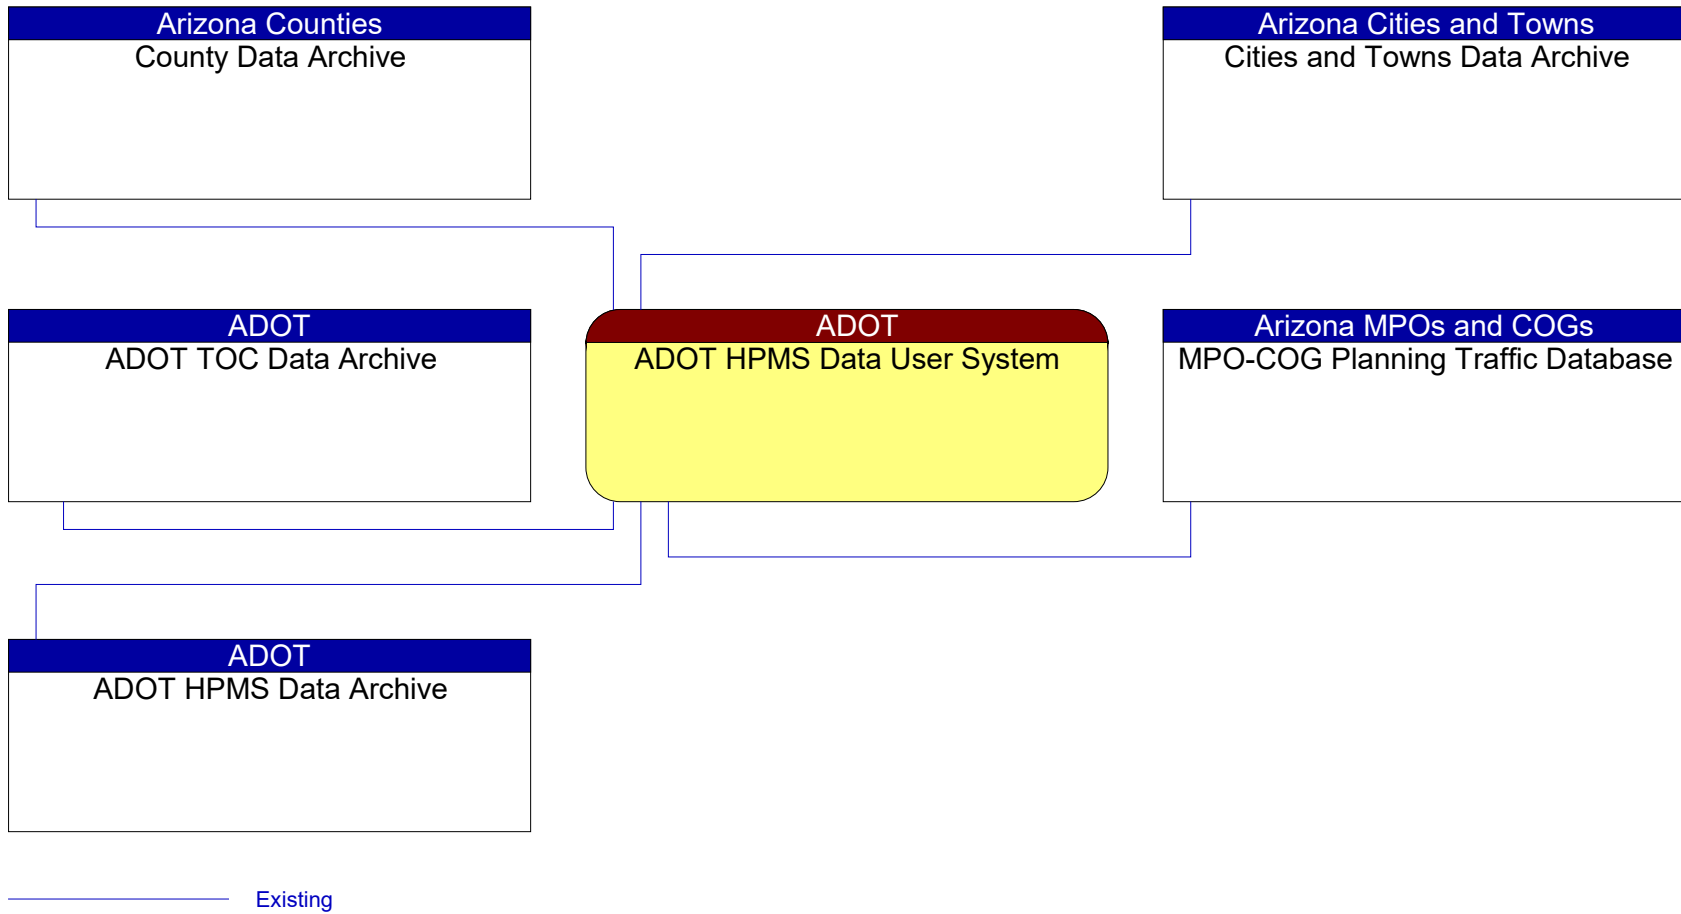 Arizona Counties
County Data Archive
Arizona Cities and Towns
Cities and Towns Data Archive
ADOT
ADOT TOC Data Archive
ADOT
ADOT HPMS Data User System
Arizona MPOs and COGs
MPO-COG Planning Traffic Database
ADOT
ADOT HPMS Data Archive
Existing